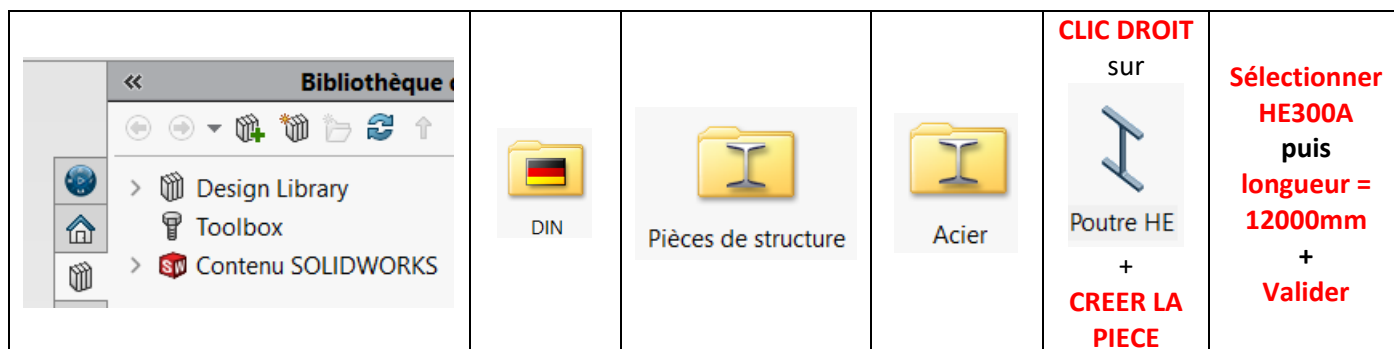 Bibliothèque
Design Library
Toolbox
Contenu SOLIDWORKS
DIN
Pièces de structure
Acier
CLIC DROIT
sur
Poutre HE
+
CREER LA
PIECE
Sélectionner
HE300A
puis
longueur =
12000mm
+
Valider